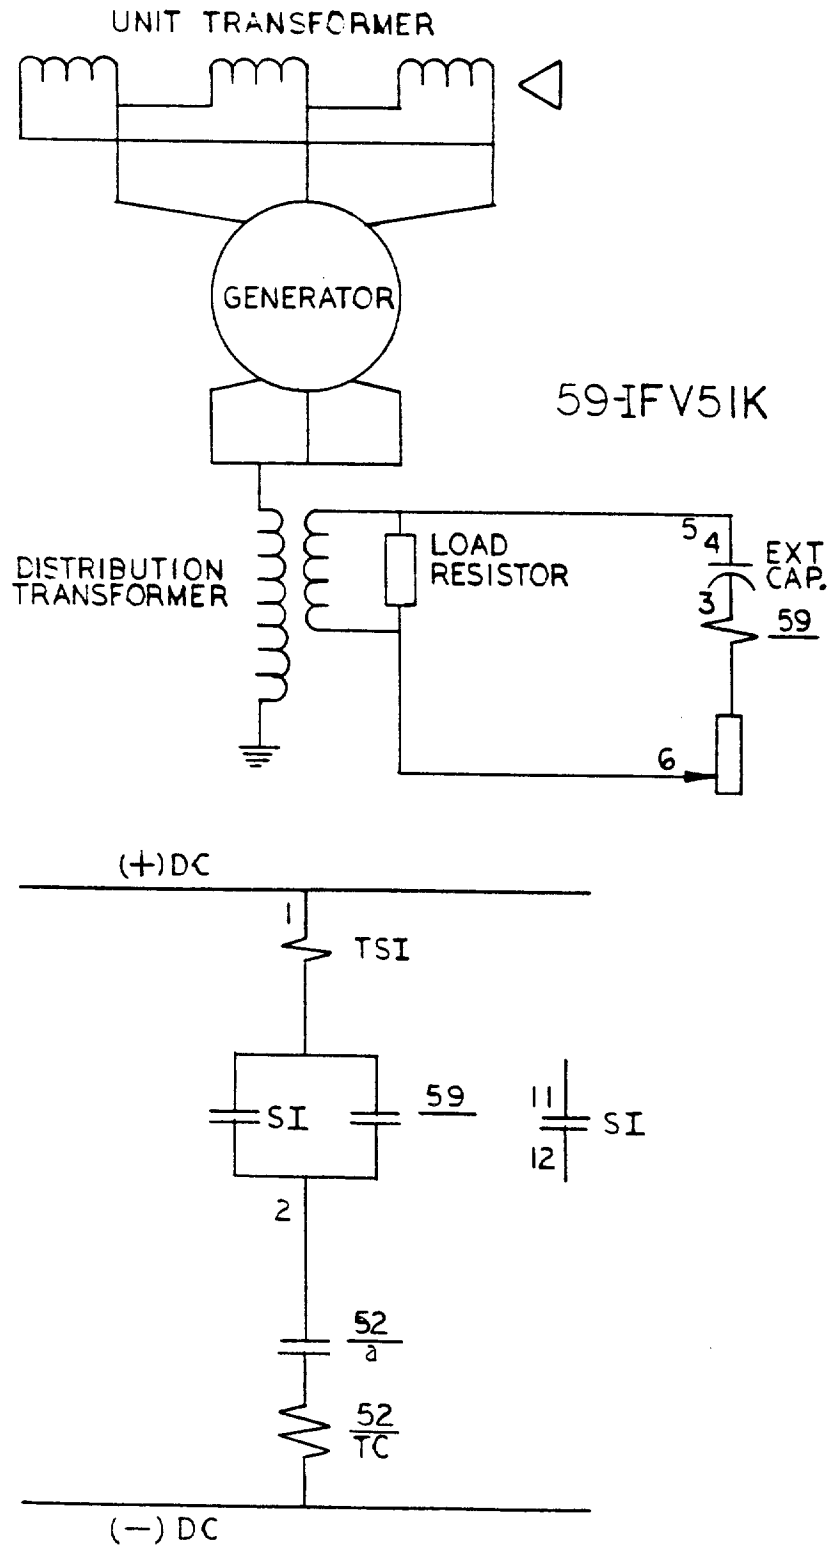 UNIT TRANSFORMER
GENERATOR
59-IFV51K
DISTRIBUTION
TRANSFORMER
LOAD
RESISTOR
5
4
EXT
CAP.
3
59
6
(+)DC
1
TSI
SI
59
11
SI
12
2
52
a
52
TC
(—) DC